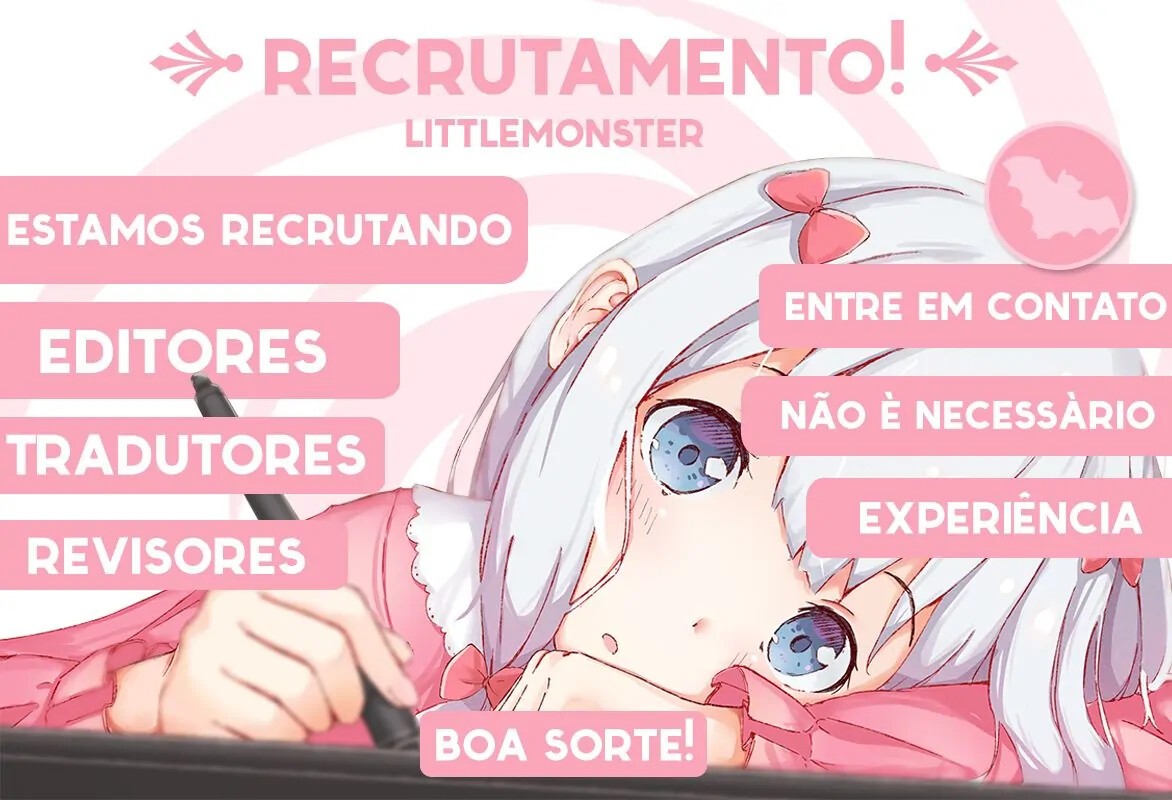 RECRUTAMENTO!
LITTLEMONSTER
ESTAMOS RECRUTANDO
EDITORES
TRADUTORES
REVISORES
ENTRE EM CONTATO
NÃO È NECESSÀRIO
EXPERIÊNCIA
BOA SORTE!